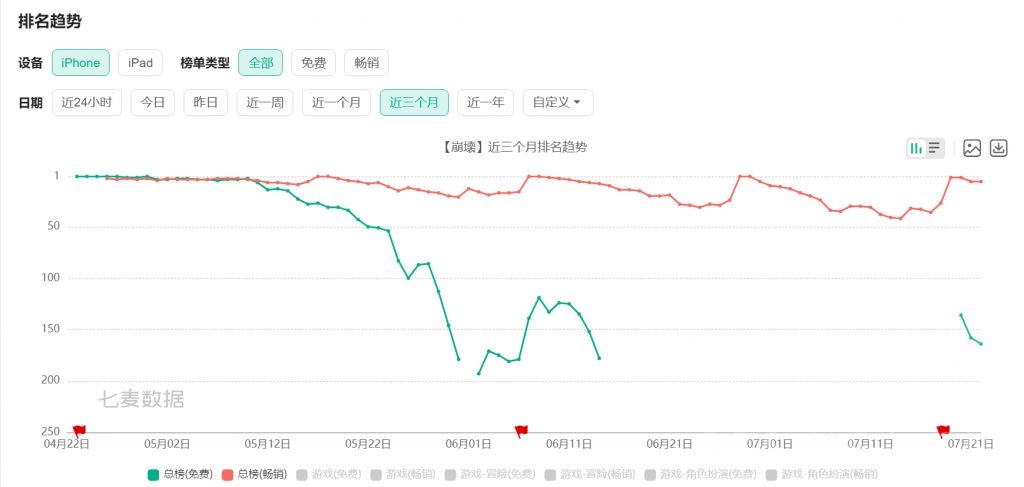 排名趋势
设备 iPhone iPad 榜单类型 全部 免费 畅销
日期 近24小时 今日 昨日 近一周 近一个月 近三个月 近一年 自定义
【崩坏】近三个月排名趋势
1
50
100
150
200
七麦数据
250
04月22日 05月02日 05月12日 05月22日 06月01日 06月11日 06月21日 07月01日 07月11日 07月21日
总榜(免费) 总榜(畅销) 游戏(免费) 游戏(畅销) 游戏-冒险(免费) 游戏-冒险(畅销) 游戏-角色扮演(免费) 游戏-角色扮演(畅销)